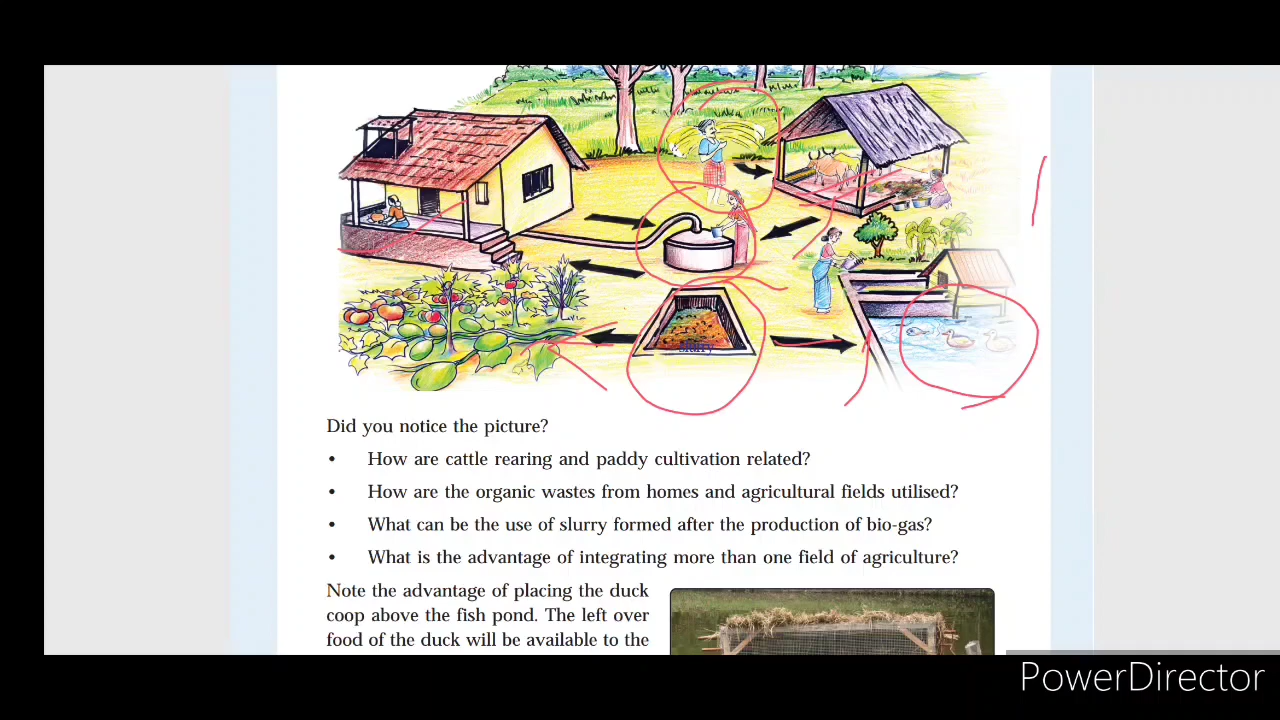 Slurry
Did you notice the picture?
• How are cattle rearing and paddy cultivation related?
• How are the organic wastes from homes and agricultural fields utilised?
• What can be the use of slurry formed after the production of bio-gas?
• What is the advantage of integrating more than one field of agriculture?
Note the advantage of placing the duck
coop above the fish pond. The left over
food of the duck will be available to the
PowerDirector